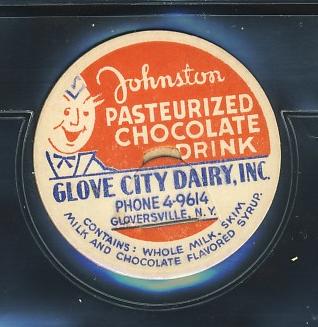 Johnston
PASTEURIZED
CHOCOLATE
DRINK
GLOVE CITY DAIRY, INC.
PHONE 4-9614
GLOVERSVILLE, N.Y.
CONTAINS: WHOLE MILK, SKIM
MILK AND CHOCOLATE FLAVORED SYRUP.